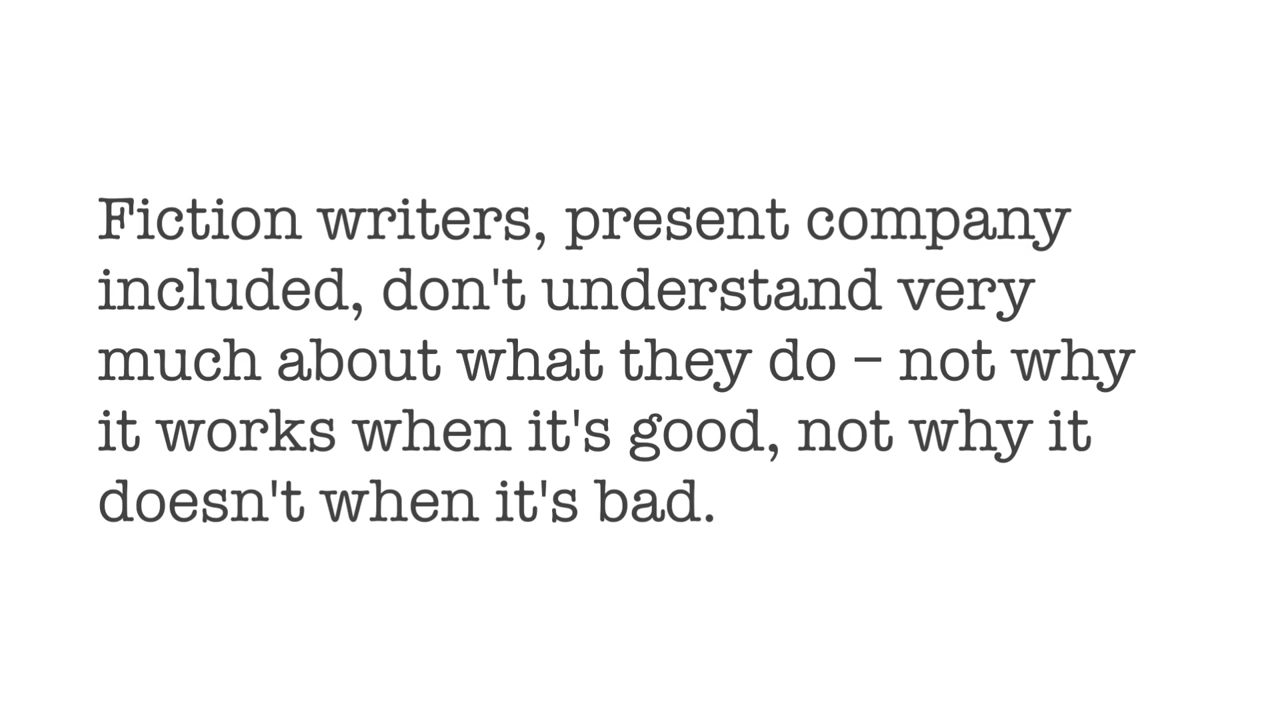 Fiction writers, present company
included, don't understand very
much about what they do – not why
it works when it's good, not why it
doesn't when it's bad.